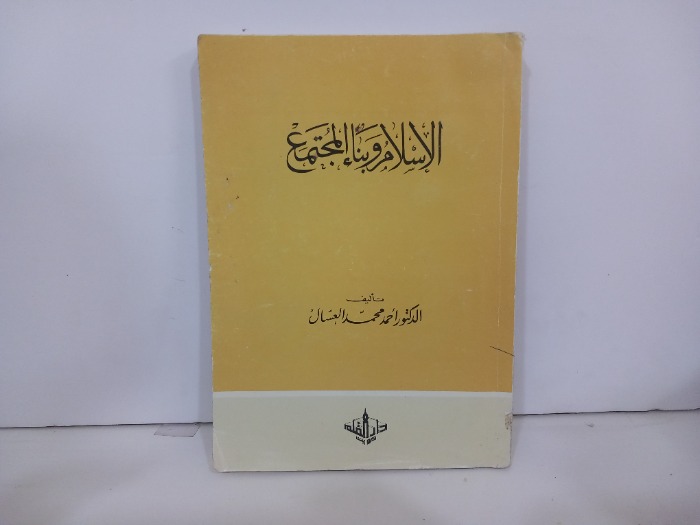 الإسلام وبناء المجتمع
تأليف
الدكتور أحمد محمد العسال
دار القلم